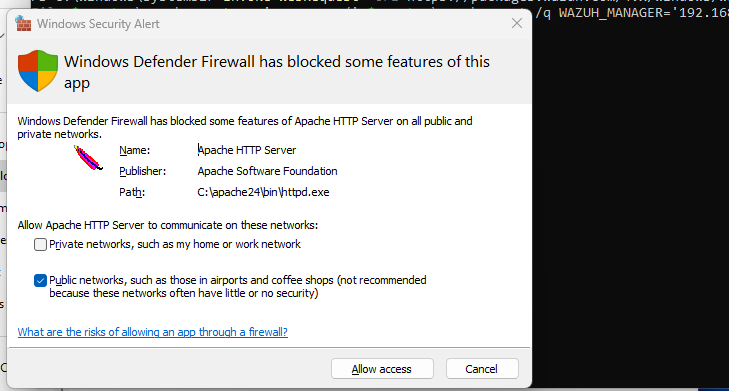 /q WAZUH_MANAGER='192.168
Windows Security Alert
Windows Defender Firewall has blocked some features of this
app
Windows Defender Firewall has blocked some features of Apache HTTP Server on all public and
private networks.
Name: Apache HTTP Server
Publisher: Apache Software Foundation
Path: C:\apache24\bin\httpd.exe
Allow Apache HTTP Server to communicate on these networks:
Private networks, such as my home or work network
Public networks, such as those in airports and coffee shops (not recommended
because these networks often have little or no security)
What are the risks of allowing an app through a firewall?
Allow access Cancel